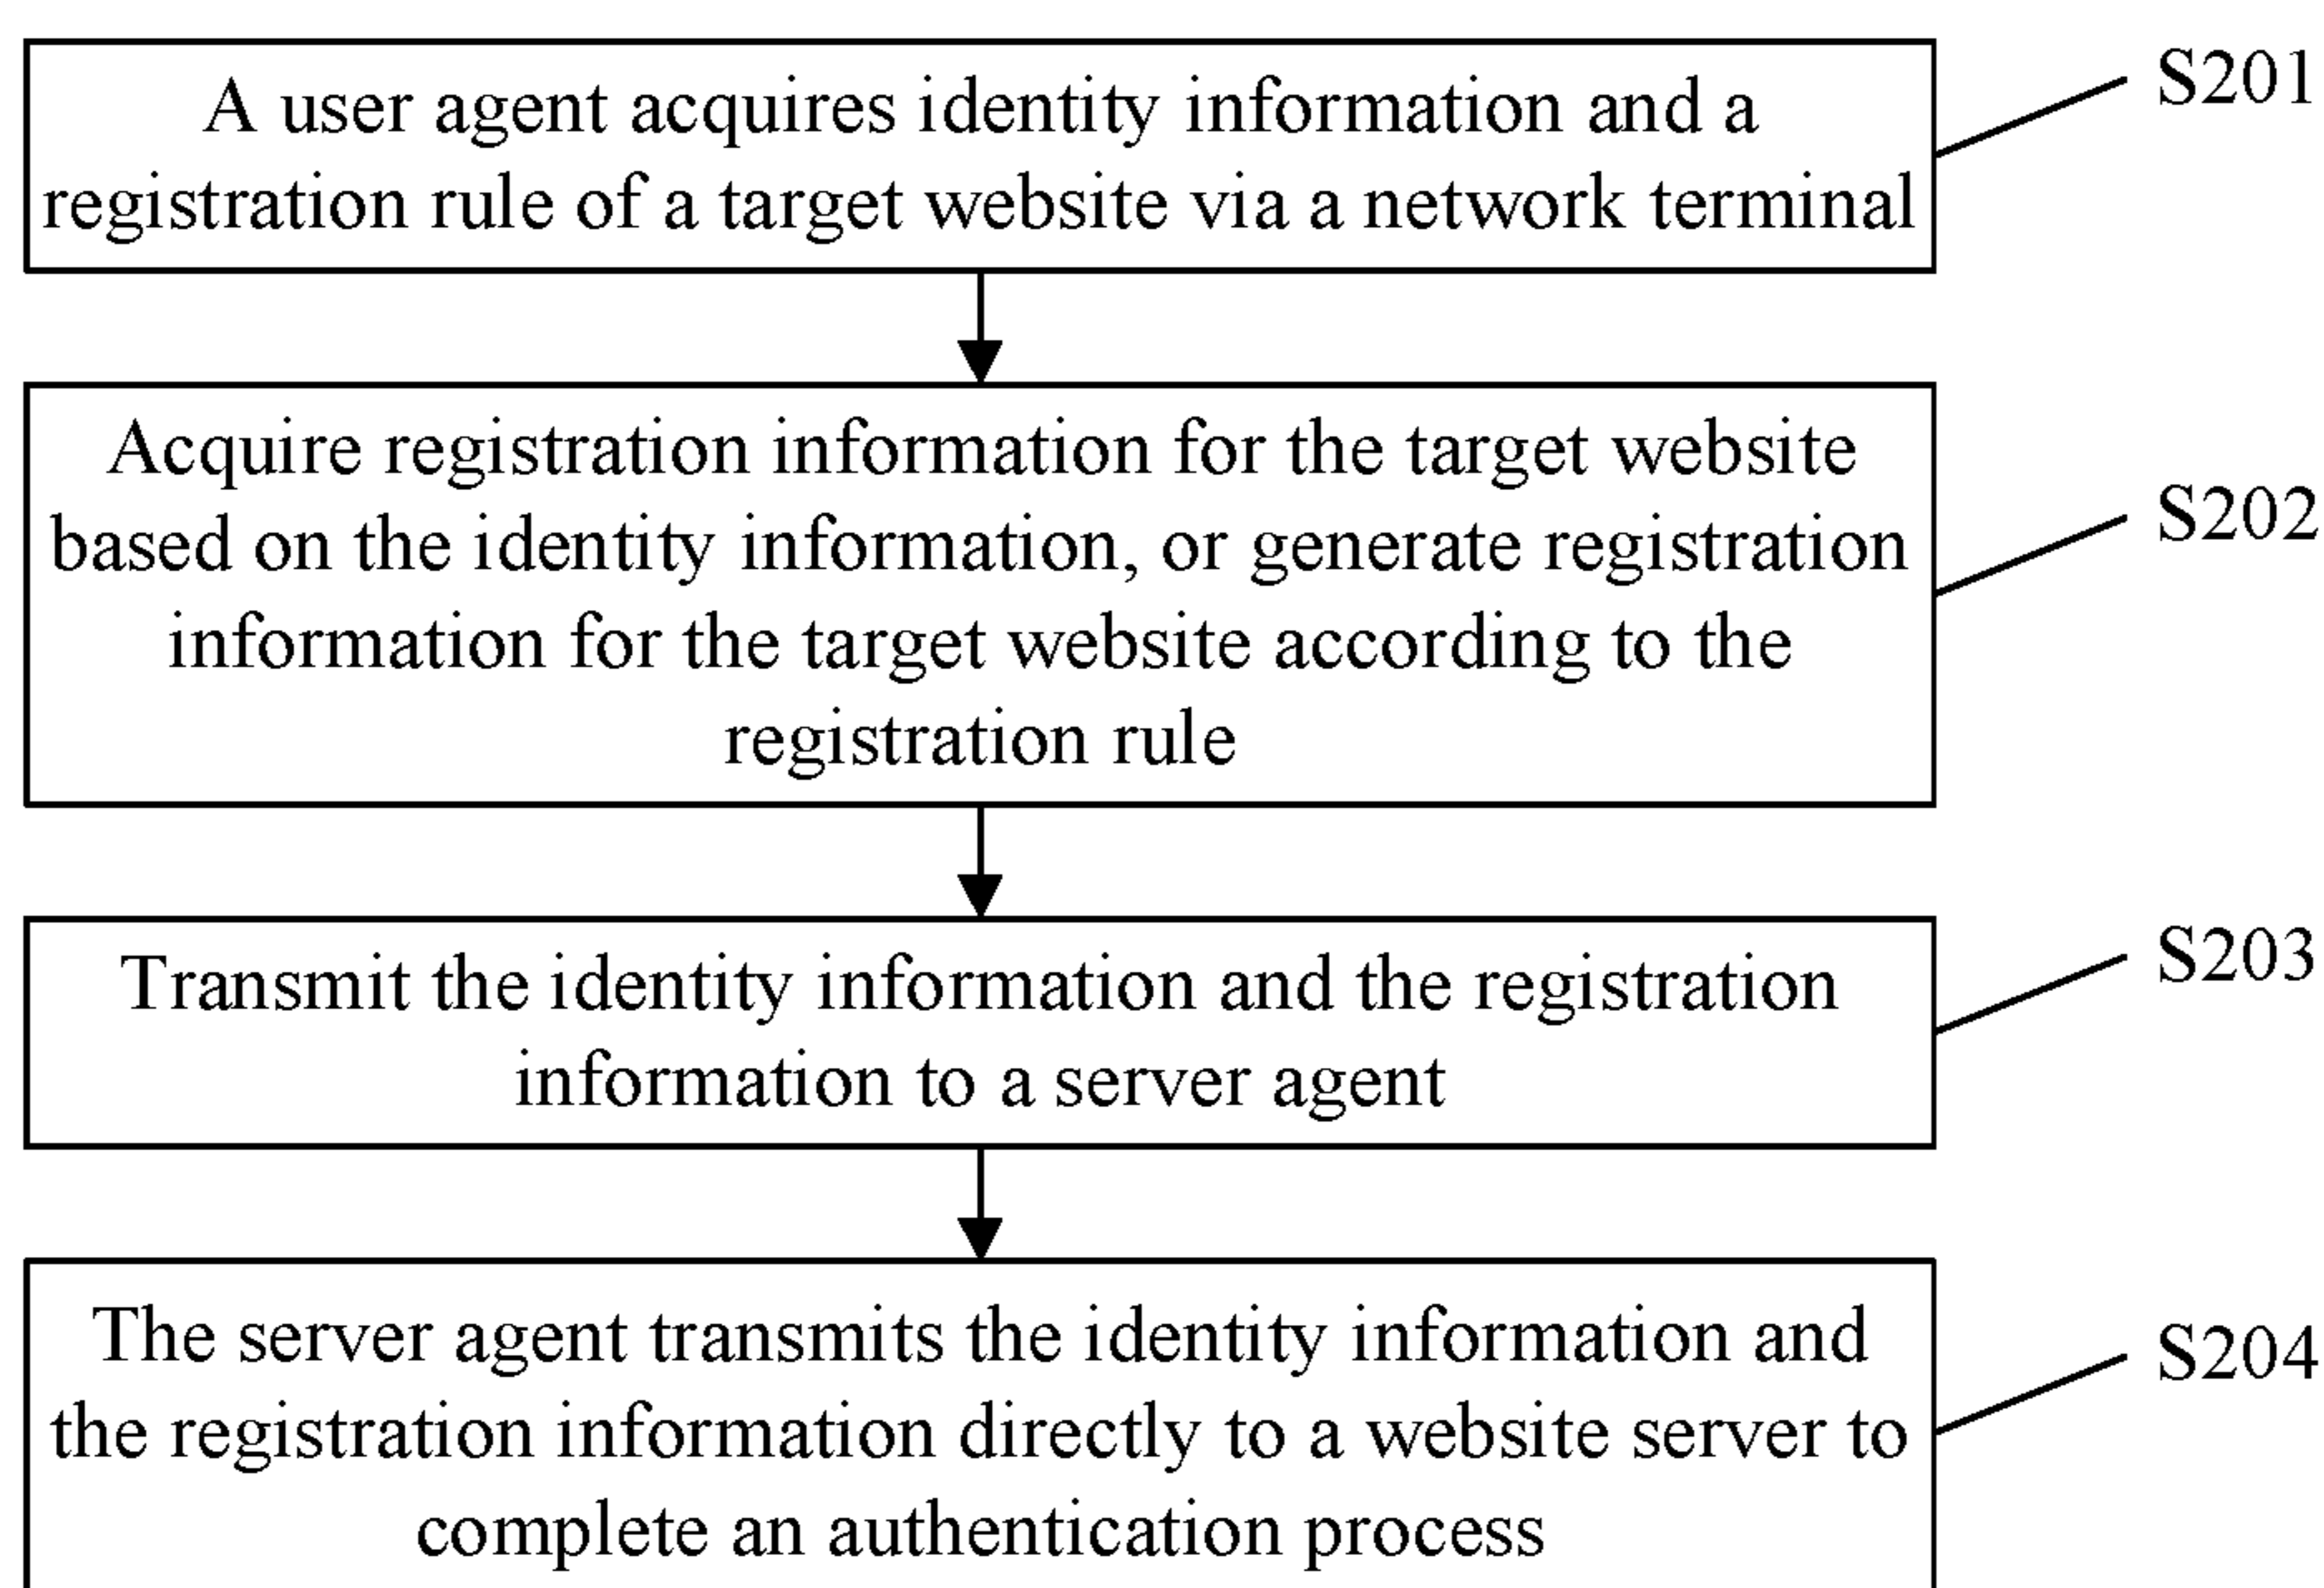 A user agent acquires identity information and a
registration rule of a target website via a network terminal
S201
Acquire registration information for the target website
based on the identity information, or generate registration
information for the target website according to the
registration rule
S202
Transmit the identity information and the registration
information to a server agent
S203
The server agent transmits the identity information and
the registration information directly to a website server to
complete an authentication process
S204